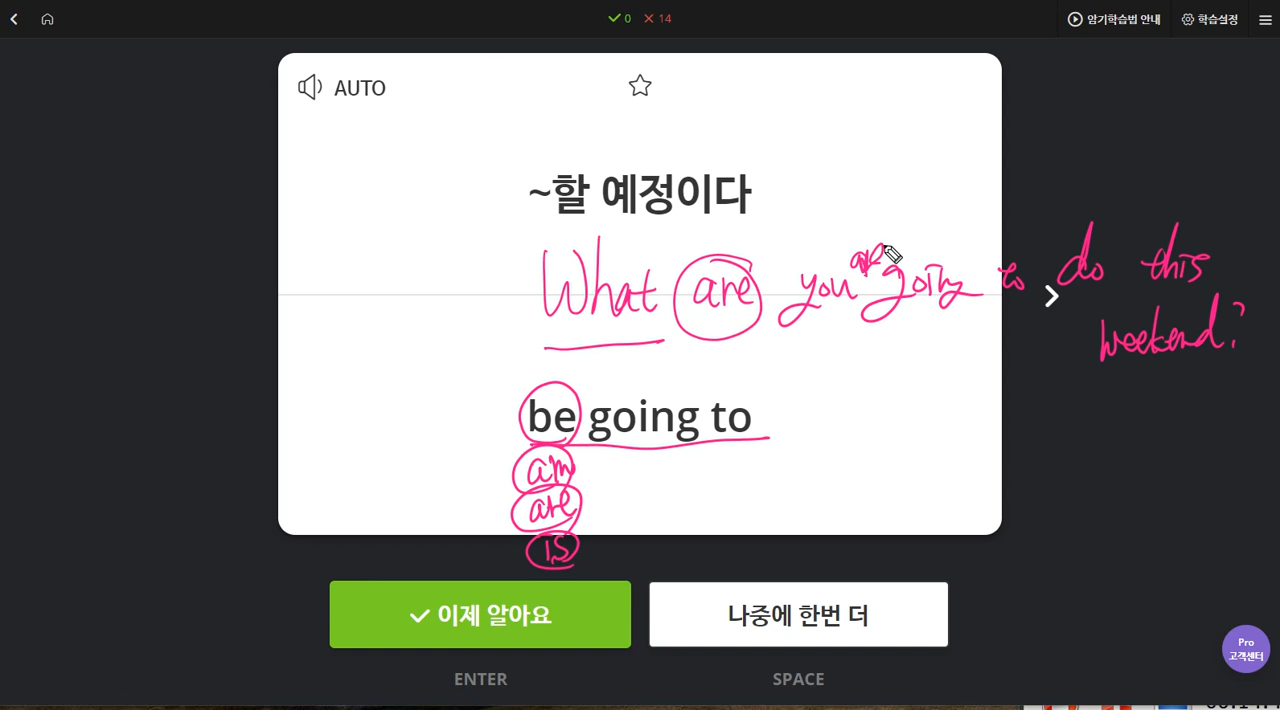 0 14 암기학습법 안내 학습설정
AUTO
~할 예정이다
are
What are you going to do this
weekend?
be going to
am
are
is
이제 알아요 나중에 한번 더
ENTER SPACE
Pro
고객센터